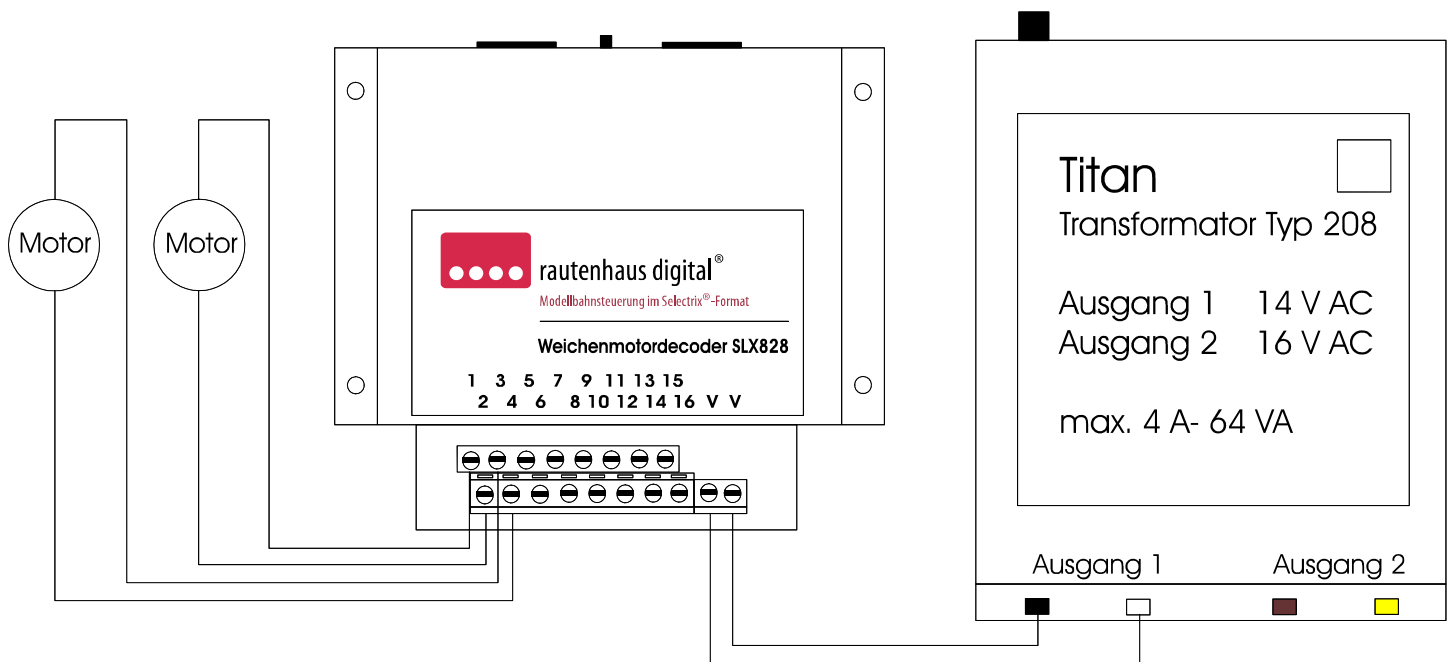 Motor
Motor
rautenhaus digital®
Modellbahnsteuerung im Selectrix®-Format
Weichenmotordecoder SLX828
1 3 5 7 9 11 13 15
2 4 6 8 10 12 14 16 V V
Titan
Transformator Typ 208
Ausgang 1 14 V AC
Ausgang 2 16 V AC
max. 4 A- 64 VA
Ausgang 1 Ausgang 2